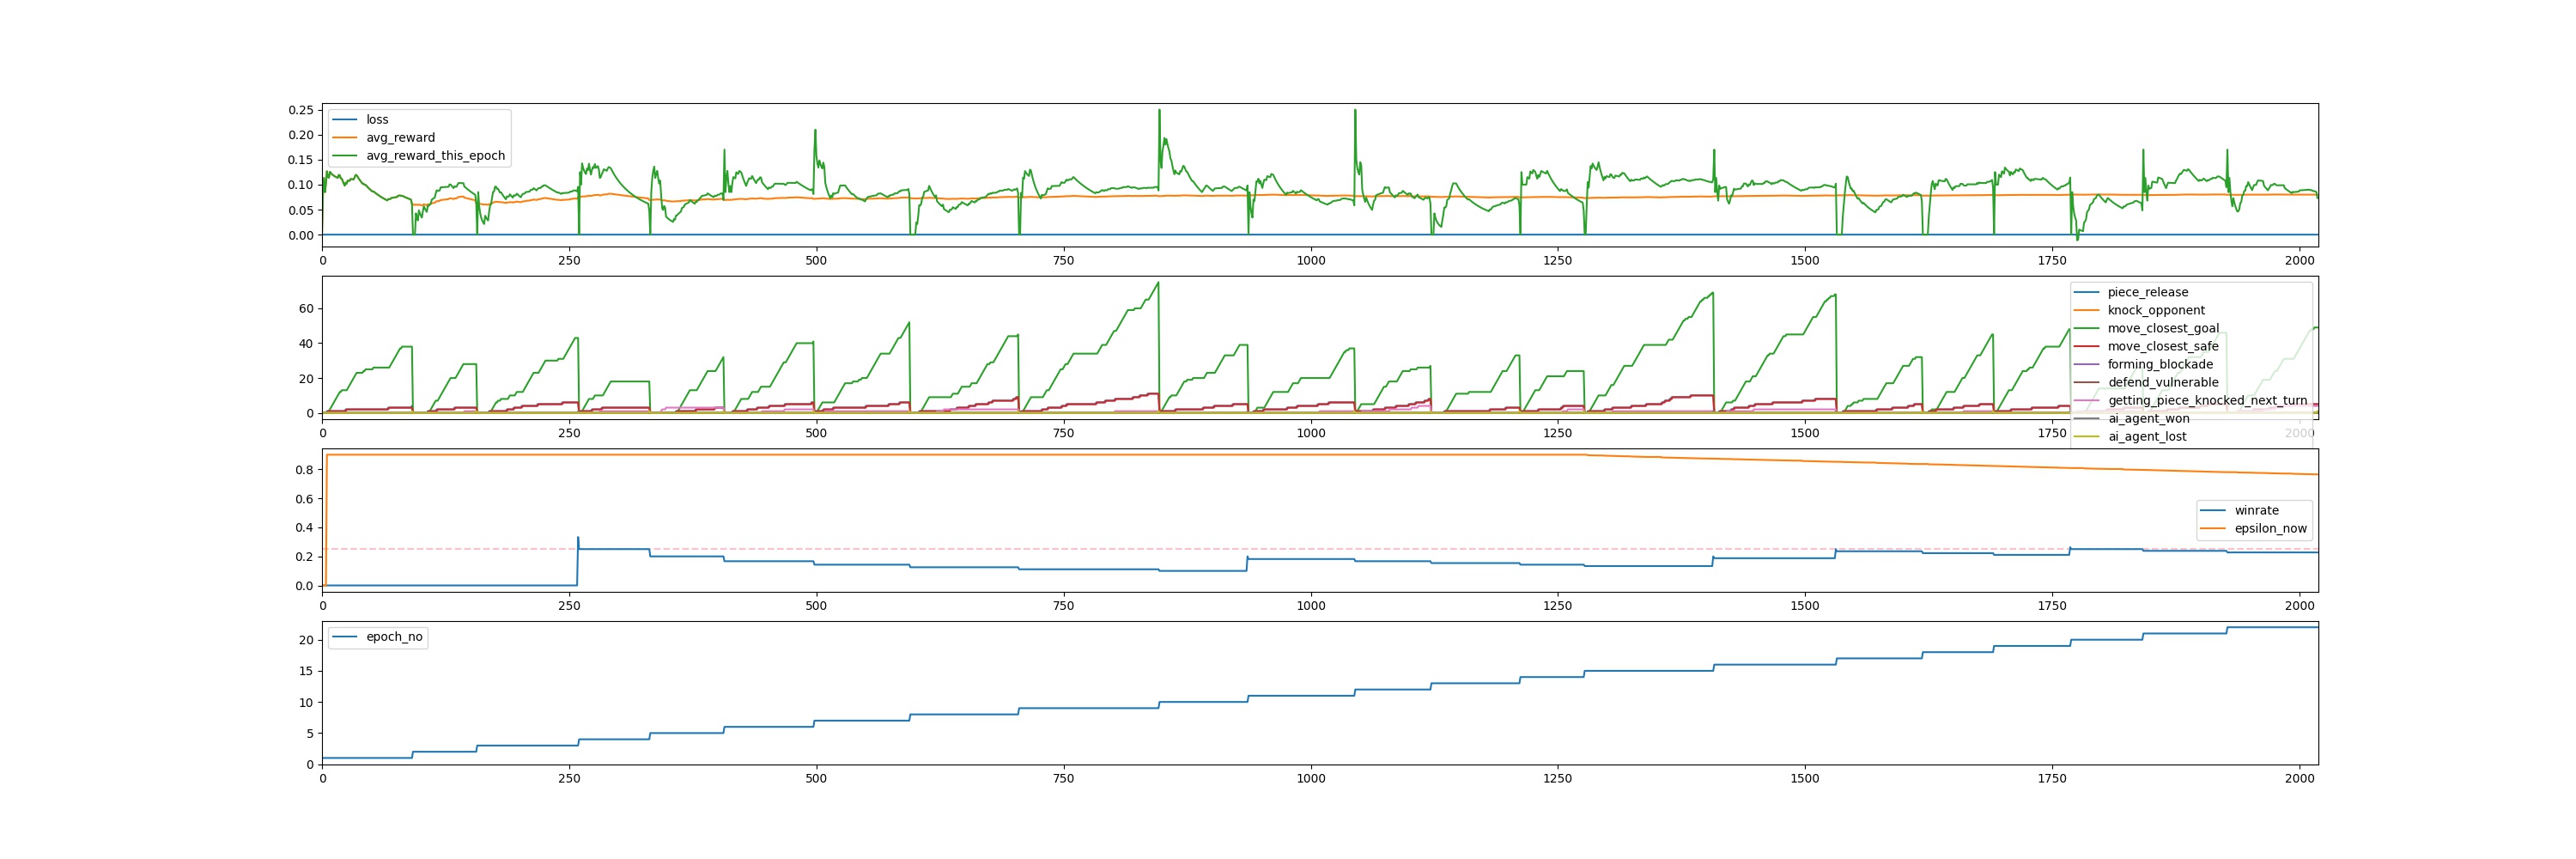 0.25
0.20
0.15
0.10
0.05
0.00
loss
avg_reward
avg_reward_this_epoch
0 250 500 750 1000 1250 1500 1750 2000
60
40
20
0
piece_release
knock_opponent
move_closest_goal
move_closest_safe
forming_blockade
defend_vulnerable
getting_piece_knocked_next_turn
ai_agent_won
ai_agent_lost
0 250 500 750 1000 1250 1500 1750 2000
0.8
0.6
0.4
0.2
0.0
winrate
epsilon_now
0 250 500 750 1000 1250 1500 1750 2000
20
15
10
5
0
epoch_no
0 250 500 750 1000 1250 1500 1750 2000